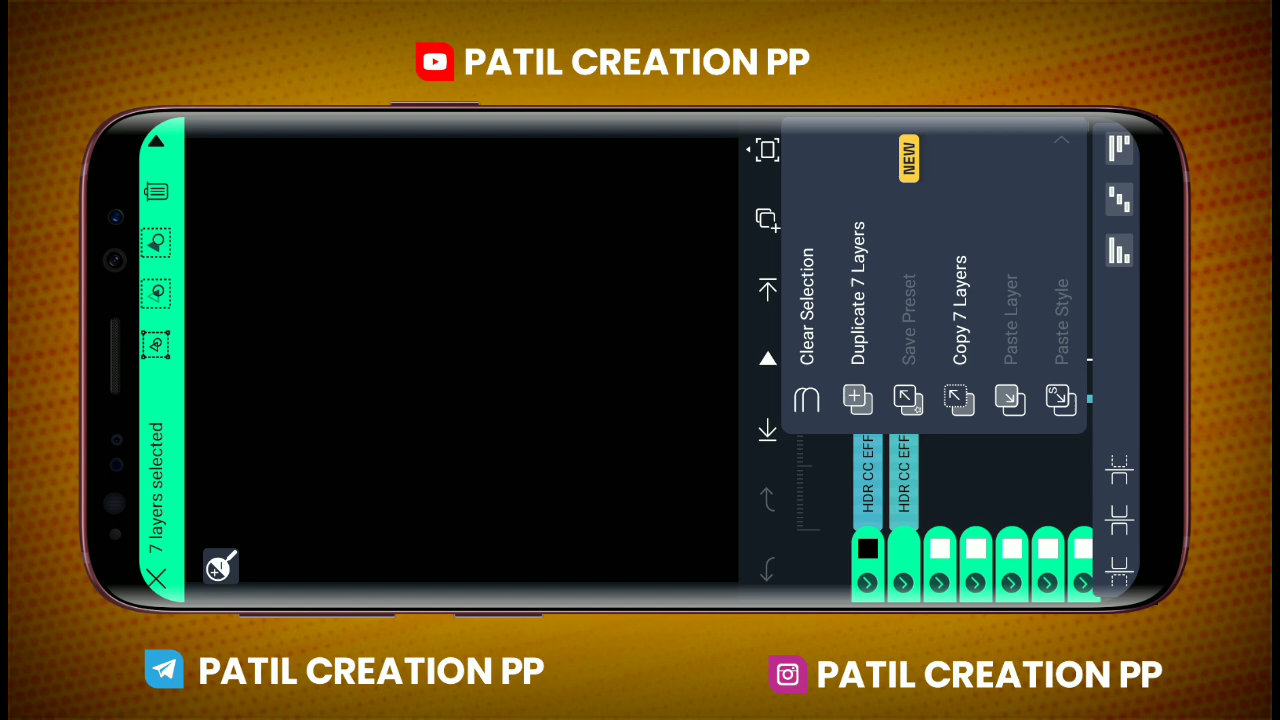 PATIL CREATION PP
7 layers selected
Clear Selection
Duplicate 7 Layers
Save Preset
NEW
Copy 7 Layers
Paste Layer
Paste Style
S
HDR CC EFF
HDR CC EFF
PATIL CREATION PP
PATIL CREATION PP